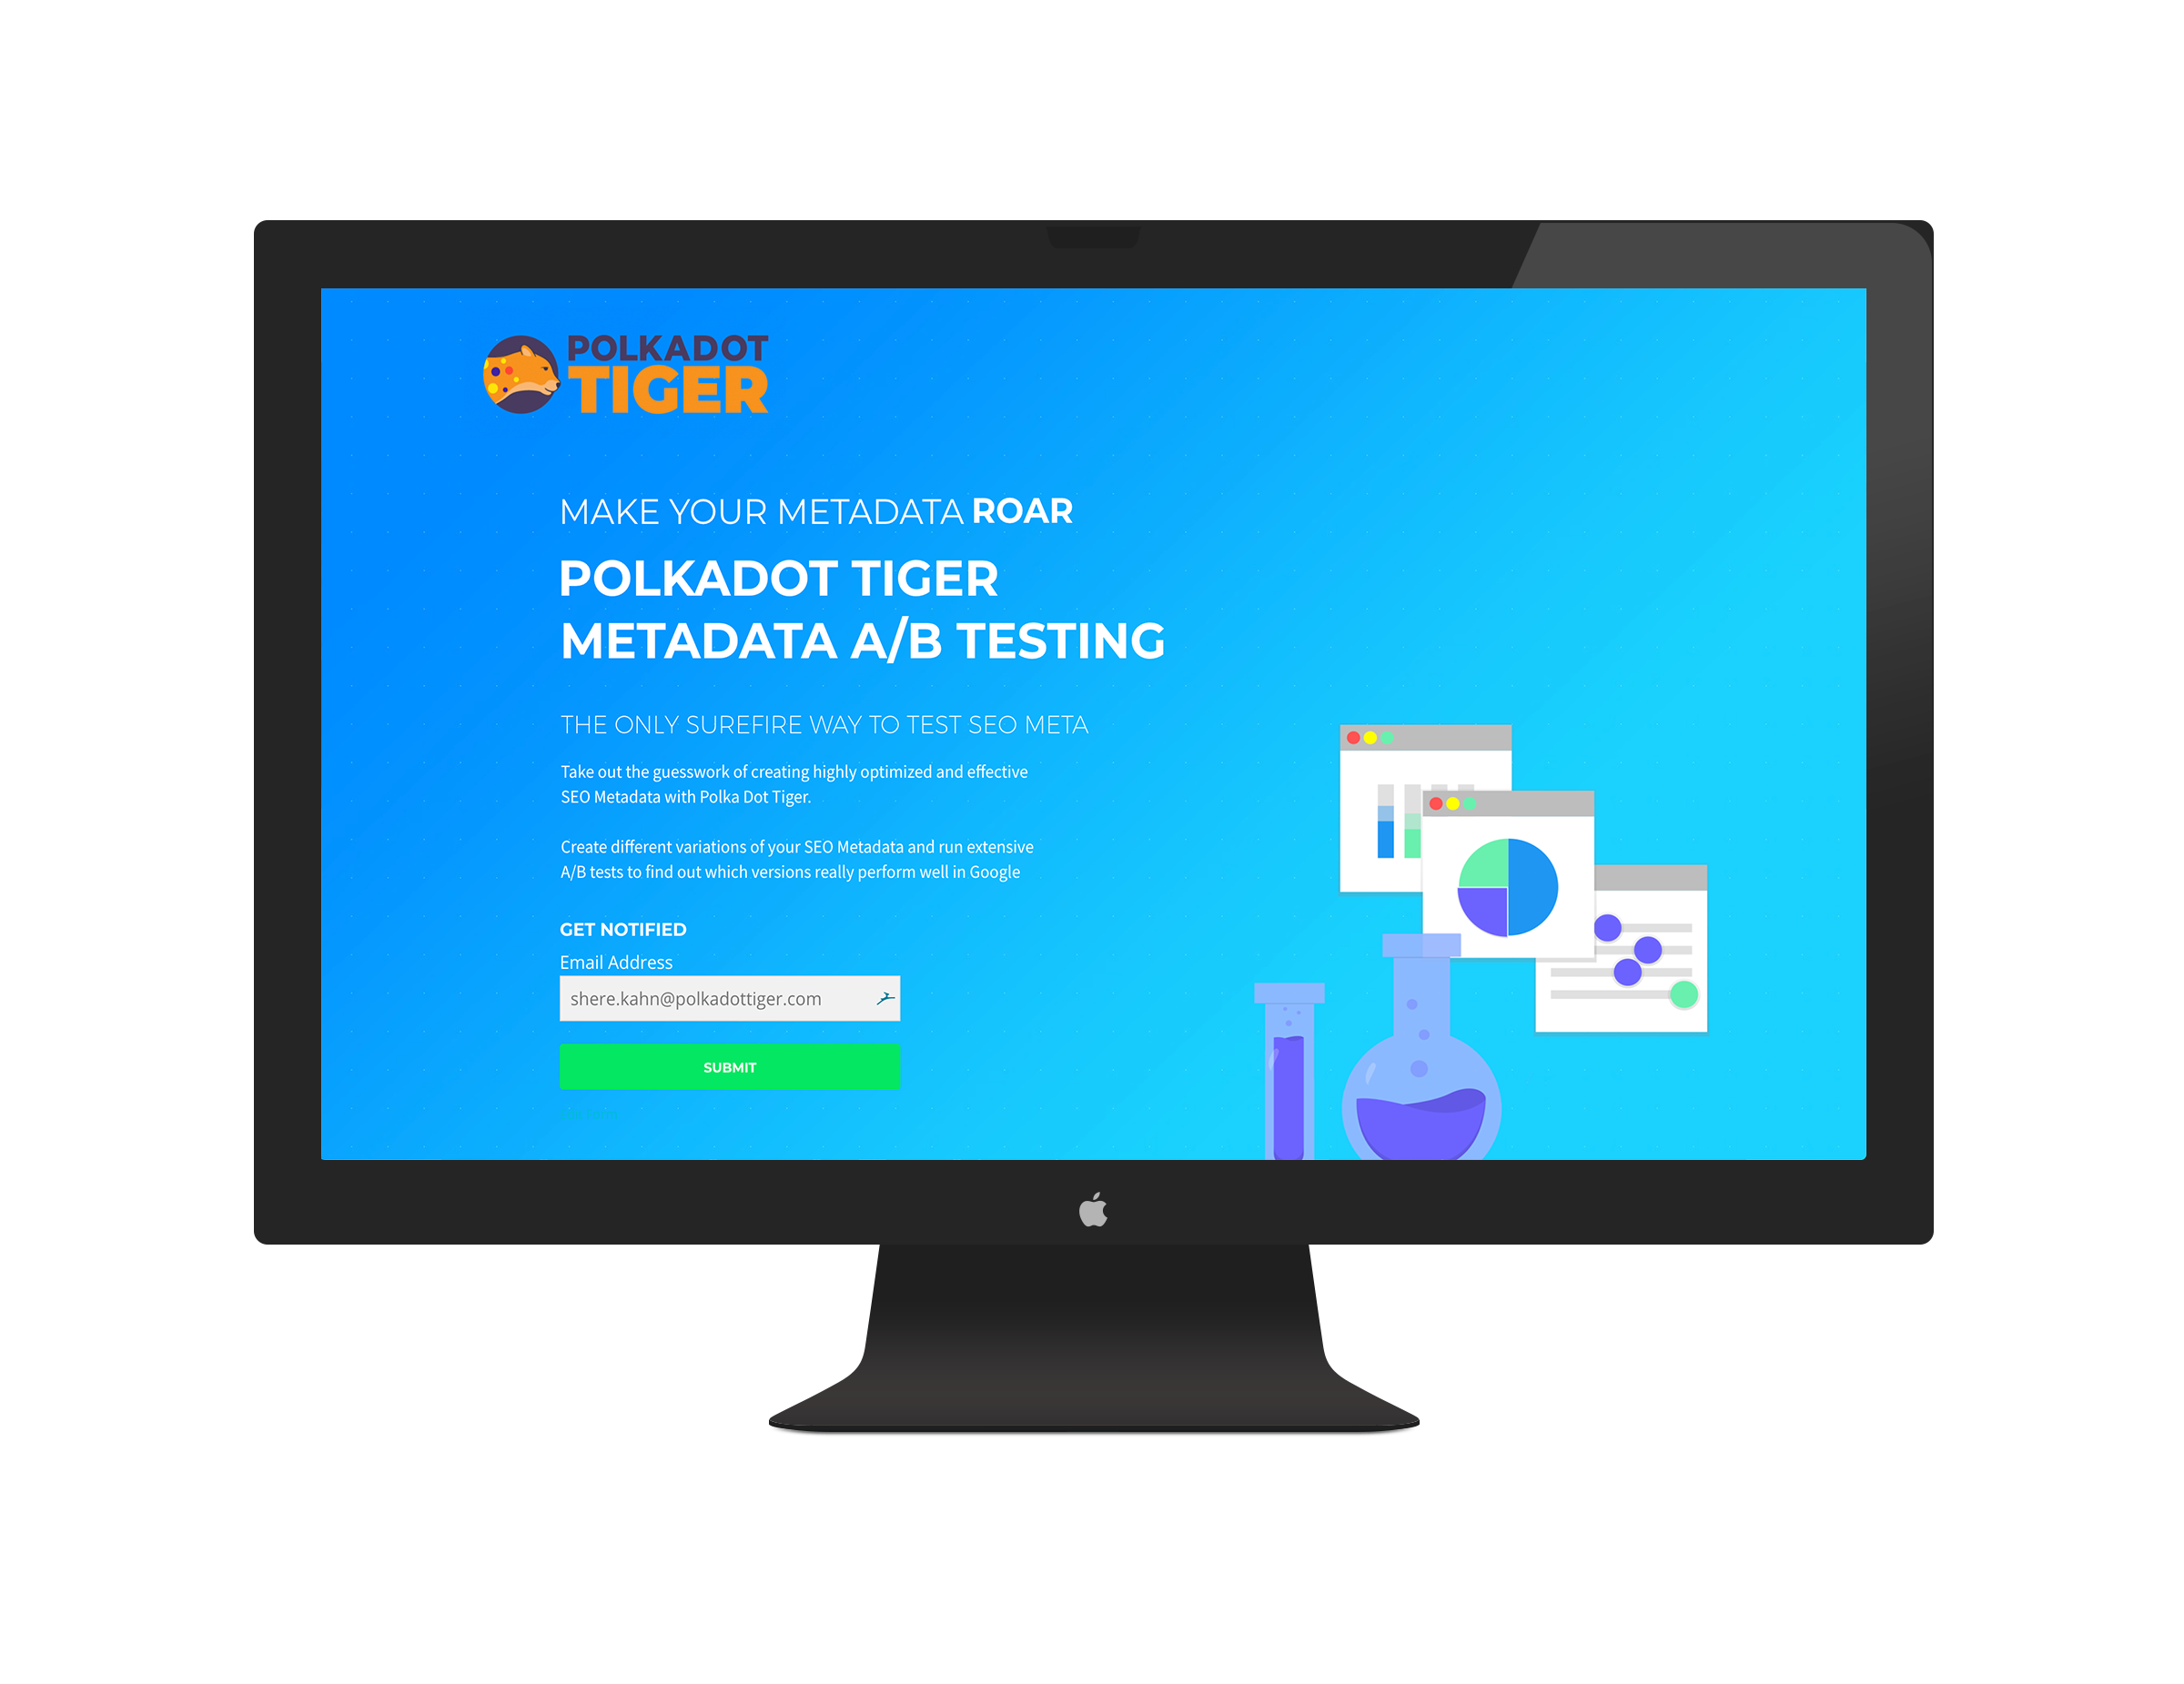 POLKADOT
TIGER
MAKE YOUR METADATA ROAR
POLKADOT TIGER
METADATA A/B TESTING
THE ONLY SUREFIRE WAY TO TEST SEO META
Take out the guesswork of creating highly optimized and effective
SEO Metadata with Polka Dot Tiger.
Create different variations of your SEO Metadata and run extensive
A/B tests to find out which versions really perform well in Google
GET NOTIFIED
Email Address
shere.kahn@polkadottiger.com
SUBMIT